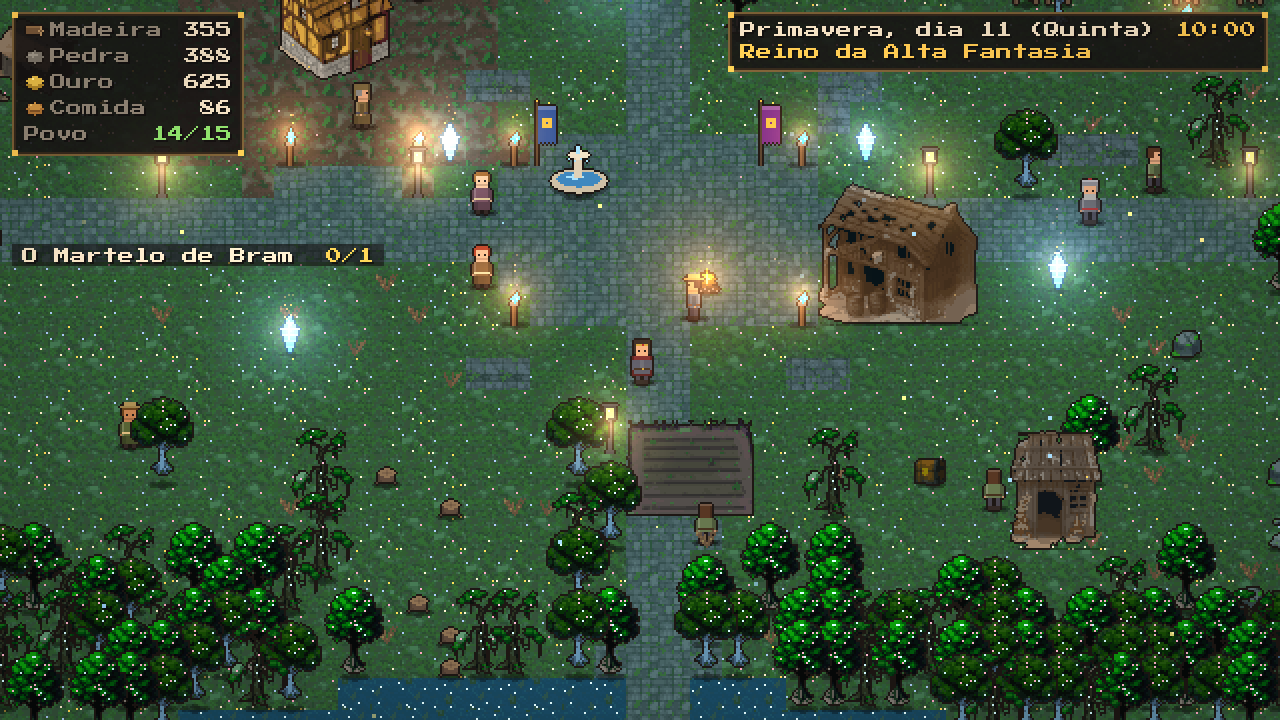 Madeira 355
Pedra 388
Ouro 625
Comida 86
Povo 14/15
Primavera, dia 11 (Quinta) 10:00
Reino da Alta Fantasia
O Martelo de Bram 0/1